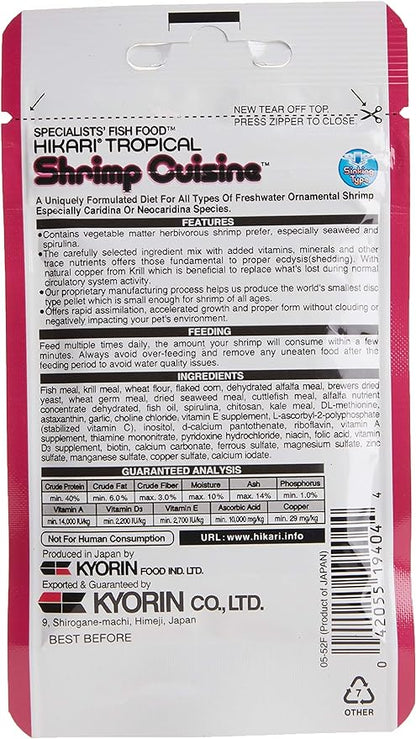 NEW TEAR OFF TOP.
PRESS ZIPPER TO CLOSE
SPECIALISTS' FISH FOOD™
HIKARI® TROPICAL
Shrimp Cuisine™
Sinking
Type
A Uniquely Formulated Diet For All Types Of Freshwater Ornamental Shrimp
Especially Caridina Or Neocaridina Species.
FEATURES
•Contains vegetable matter herbivorous shrimp prefer, especially seaweed and
spirulina.
•The carefully selected ingredient mix with added vitamins, minerals and other
trace nutrients offers those fundamental to proper ecdysis(shedding). With
natural copper from Krill which is beneficial to replace what's lost during normal
circulatory system activity.
•Our proprietary manufacturing process helps us produce the world's smallest disc
type pellet which is small enough for shrimp of all ages.
•Offers rapid assimilation, accelerated growth and proper form without clouding or
negatively impacting your pet's environment.
FEEDING
Feed multiple times daily, the amount your shrimp will consume within a few
minutes. Always avoid over-feeding and remove any uneaten food after the
feeding period to avoid water quality issues.
INGREDIENTS
Fish meal, krill meal, wheat flour, flaked corn, dehydrated alfalfa meal, brewers dried
yeast, wheat germ meal, dried seaweed meal, cuttlefish meal, alfalfa nutrient
concentrate dehydrated, fish oil, spirulina, chitosan, kale meal, DL-methionine,
astaxanthin, garlic, choline chloride, vitamin E supplement, L-ascorbyl-2-polyphosphate
(stabilized vitamin C), inositol, d-calcium pantothenate, riboflavin, vitamin A
supplement, thiamine mononitrate, pyridoxine hydrochloride, niacin, folic acid, vitamin
D3 supplement, biotin, calcium carbonate, ferrous sulfate, magnesium sulfate, zinc
sulfate, manganese sulfate, copper sulfate, calcium iodate.
GUARANTEED ANALYSIS
Crude Protein Crude Fat Crude Fiber Moisture Ash Phosphorus
min. 40% min. 6.0% max. 3.0% max. 10% max. 14% min. 1.0%
Vitamin A Vitamin D3 Vitamin E Ascorbic Acid Copper
min. 14,000 IU/kg min. 2,200 IU/kg min. 2,700 IU/kg min. 10,000 mg/kg min. 29 mg/kg
Not For Human Consumption
URL: www.hikari.info
Produced in Japan by
KYORIN FOOD IND. LTD.
Exported & Guaranteed by
KYORIN CO., LTD.
9, Shirogane-machi, Himeji, Japan
BEST BEFORE
05-52F (Product of JAPAN)
0 42055 19404 4
7
OTHER